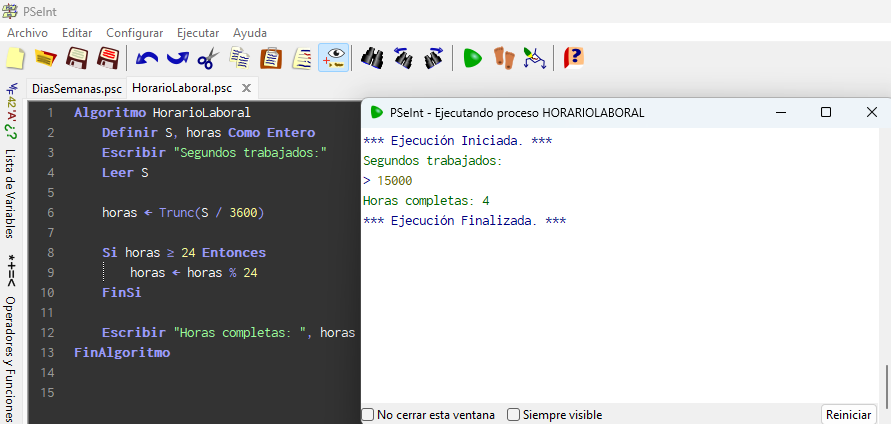 PSeInt
Archivo Editar Configurar Ejecutar Ayuda
DiasSemanas.psc HorarioLaboral.psc
Lista de Variables
Operadores y Funciones
1 Algoritmo HorarioLaboral
2 Definir S, horas Como Entero
3 Escribir "Segundos trabajados:"
4 Leer S
5
6 horas ← Trunc(S / 3600)
7
8 Si horas ≥ 24 Entonces
9 horas ← horas % 24
10 FinSi
11
12 Escribir "Horas completas: ", horas
13 FinAlgoritmo
14
15
PSeInt - Ejecutando proceso HORARIOLABORAL
*** Ejecución Iniciada. ***
Segundos trabajados:
> 15000
Horas completas: 4
*** Ejecución Finalizada. ***
No cerrar esta ventana Siempre visible Reiniciar